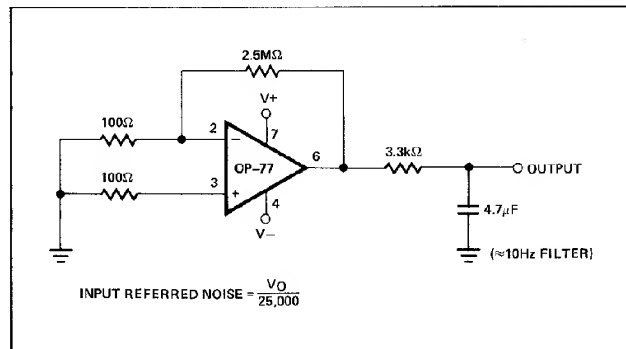 2.5MΩ
V+
100Ω
2
7
−
OP-77
6
3.3kΩ
OUTPUT
100Ω
3
+
4
4.7μF
V−
(≈10Hz FILTER)
INPUT REFERRED NOISE = VO
25,000